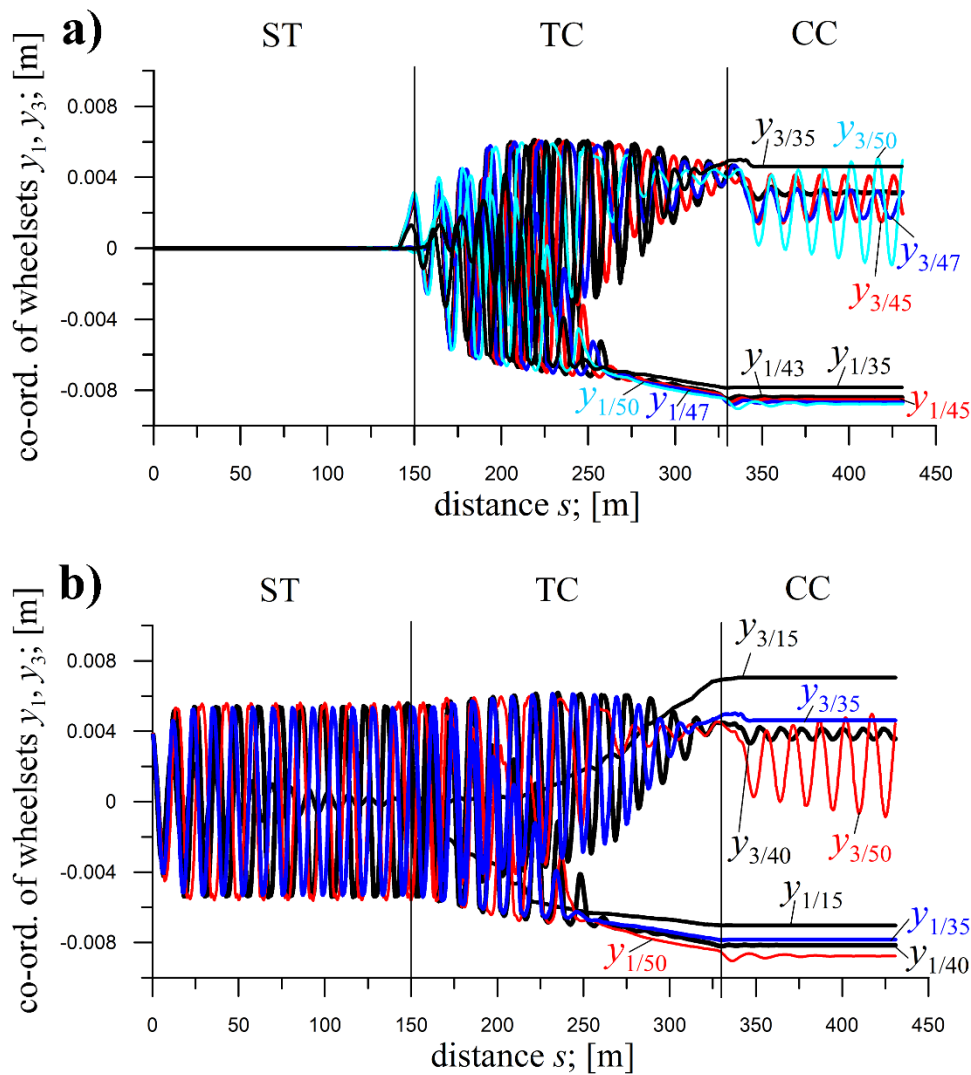 a)
ST TC CC
co-ord. of wheelsets y1, y3; [m]
0.008
0.004
0
-0.004
-0.008
y3/35 y3/50
y3/47
y3/45
y1/43 y1/35
y1/50 y1/47 y1/45
0 50 100 150 200 250 300 350 400 450
distance s; [m]
b)
ST TC CC
co-ord. of wheelsets y1, y3; [m]
0.008
0.004
0
-0.004
-0.008
y3/15
y3/35
y3/40 y3/50
y1/15
y1/35
y1/50 y1/40
0 50 100 150 200 250 300 350 400 450
distance s; [m]